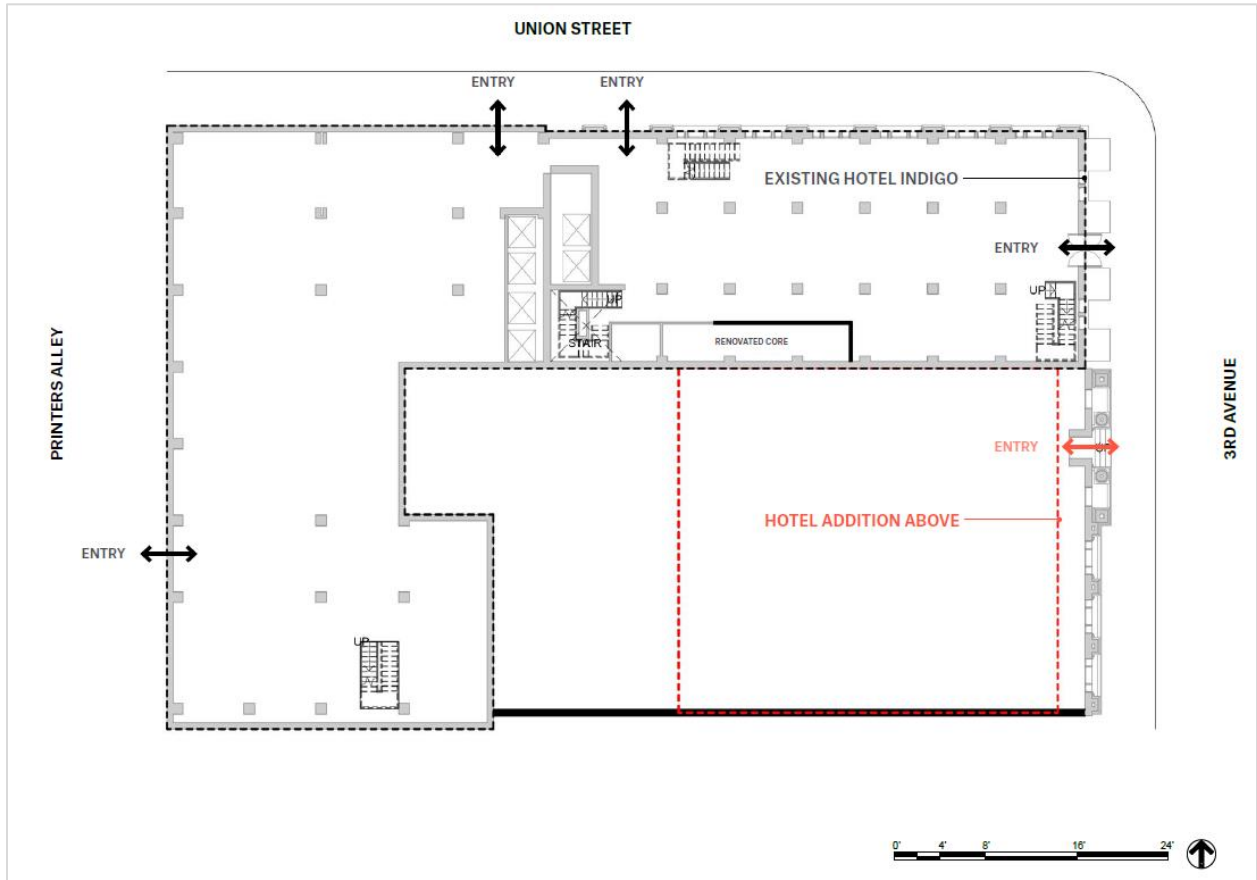 UNION STREET
ENTRY
ENTRY
EXISTING HOTEL INDIGO
ENTRY
UP
UP
STAIR
RENOVATED CORE
PRINTERS ALLEY
3RD AVENUE
ENTRY
UP
HOTEL ADDITION ABOVE
ENTRY
UP
0' 4' 8' 16' 24'